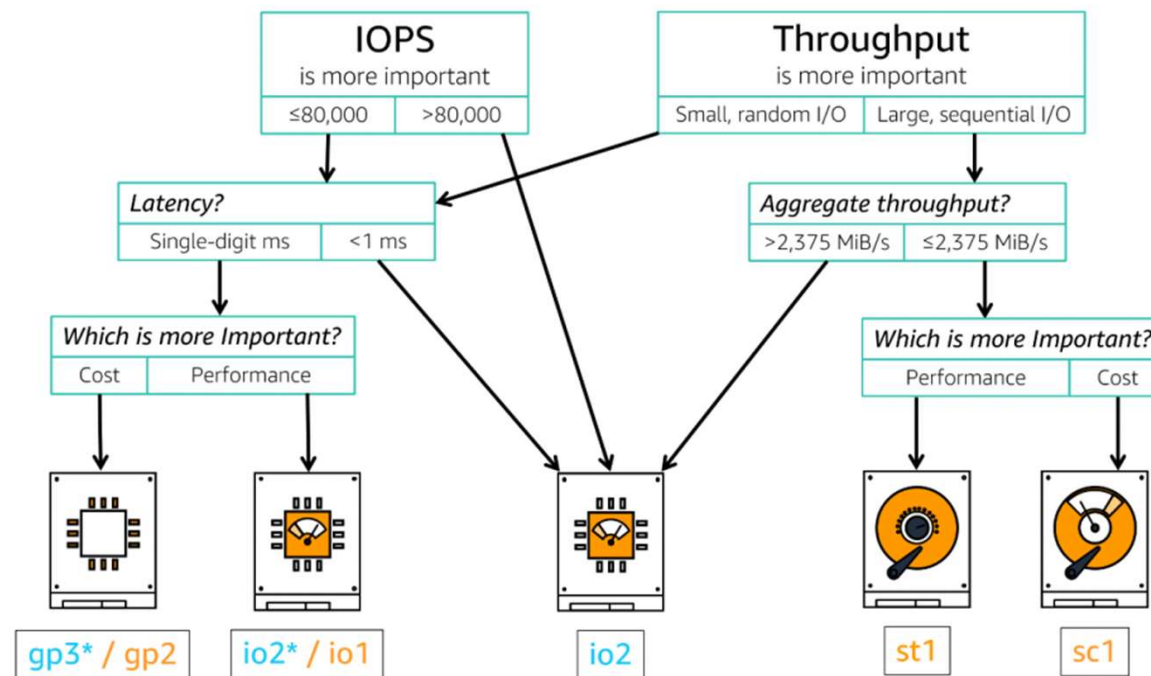 IOPS
is more important
≤80,000
>80,000
Throughput
is more important
Small, random I/O
Large, sequential I/O
Latency?
Single-digit ms
<1 ms
Aggregate throughput?
>2,375 MiB/s
≤2,375 MiB/s
Which is more Important?
Cost
Performance
Which is more Important?
Performance
Cost
gp3* / gp2
io2* / io1
io2
st1
sc1